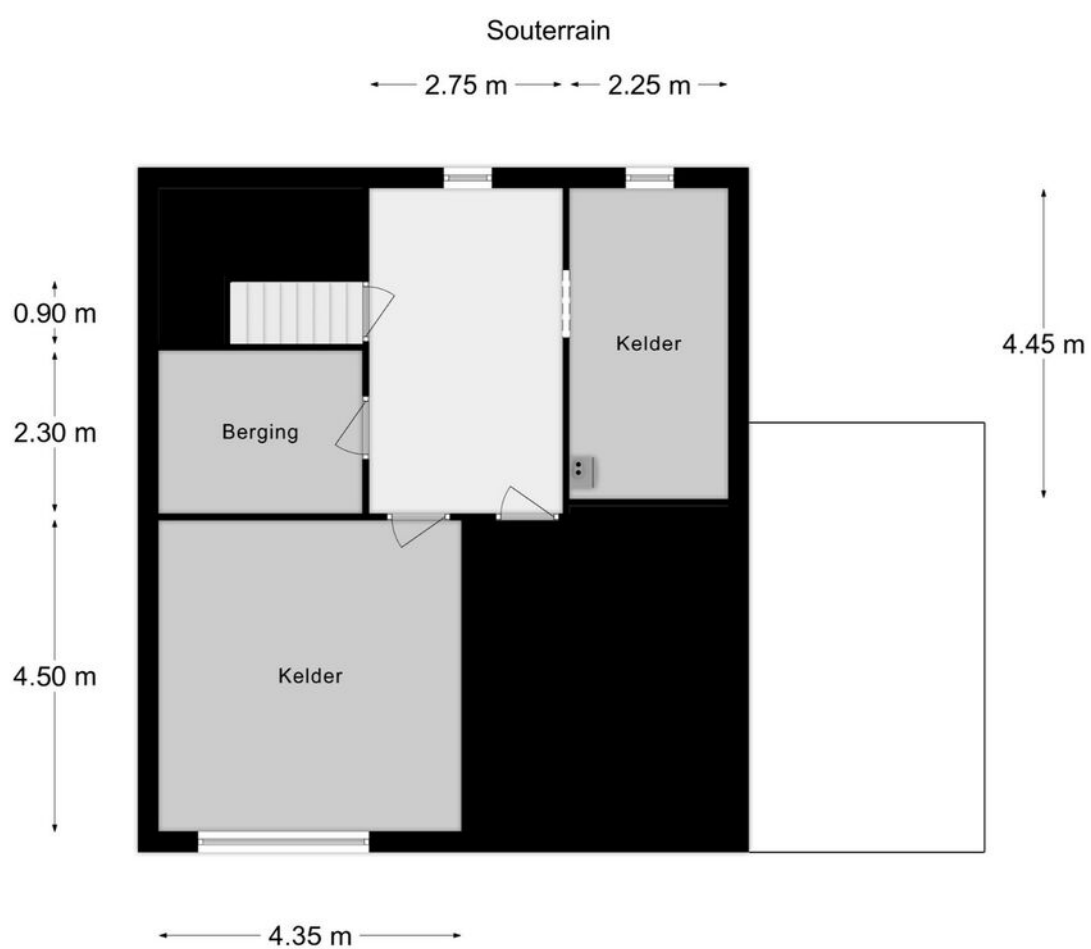 Souterrain
2.75 m
2.25 m
0.90 m
Kelder
4.45 m
2.30 m
Berging
4.50 m
Kelder
4.35 m